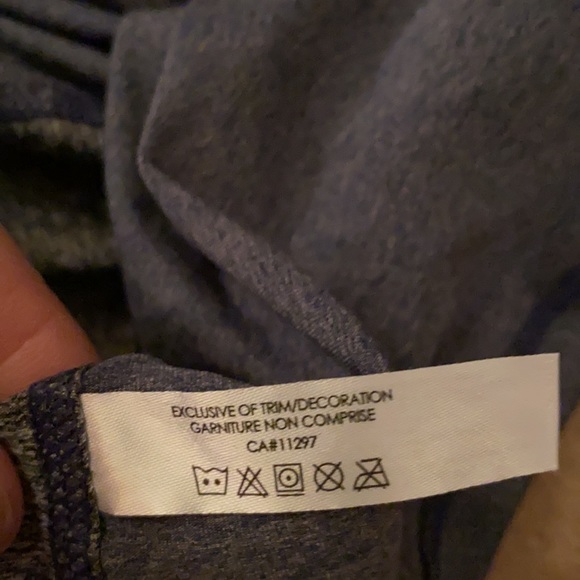 EXCLUSIVE OF TRIM/DECORATION
GARNITURE NON COMPRISE
CA#11297